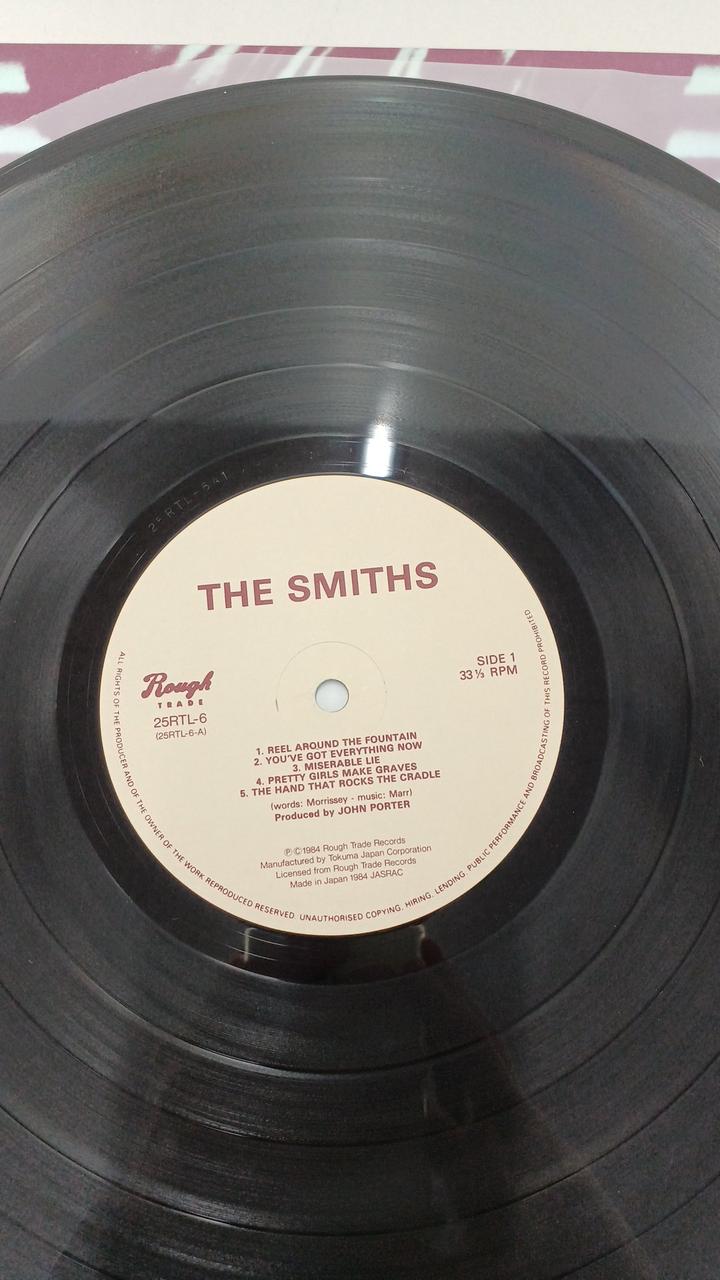 25RTL-6A1
THE SMITHS
Rough
TRADE
25RTL-6
(25RTL-6-A)
SIDE 1
33⅓ RPM
1. REEL AROUND THE FOUNTAIN
2. YOU'VE GOT EVERYTHING NOW
3. MISERABLE LIE
4. PRETTY GIRLS MAKE GRAVES
5. THE HAND THAT ROCKS THE CRADLE
(words: Morrissey - music: Marr)
Produced by JOHN PORTER
Ⓟ©1984 Rough Trade Records
Manufactured by Tokuma Japan Corporation
Licensed from Rough Trade Records
Made in Japan 1984 JASRAC
ALL RIGHTS OF THE PRODUCER AND OF THE OWNER OF THE WORK REPRODUCED RESERVED. UNAUTHORISED COPYING, HIRING, LENDING. PUBLIC PERFORMANCE AND BROADCASTING OF THIS RECORD PROHIBITED